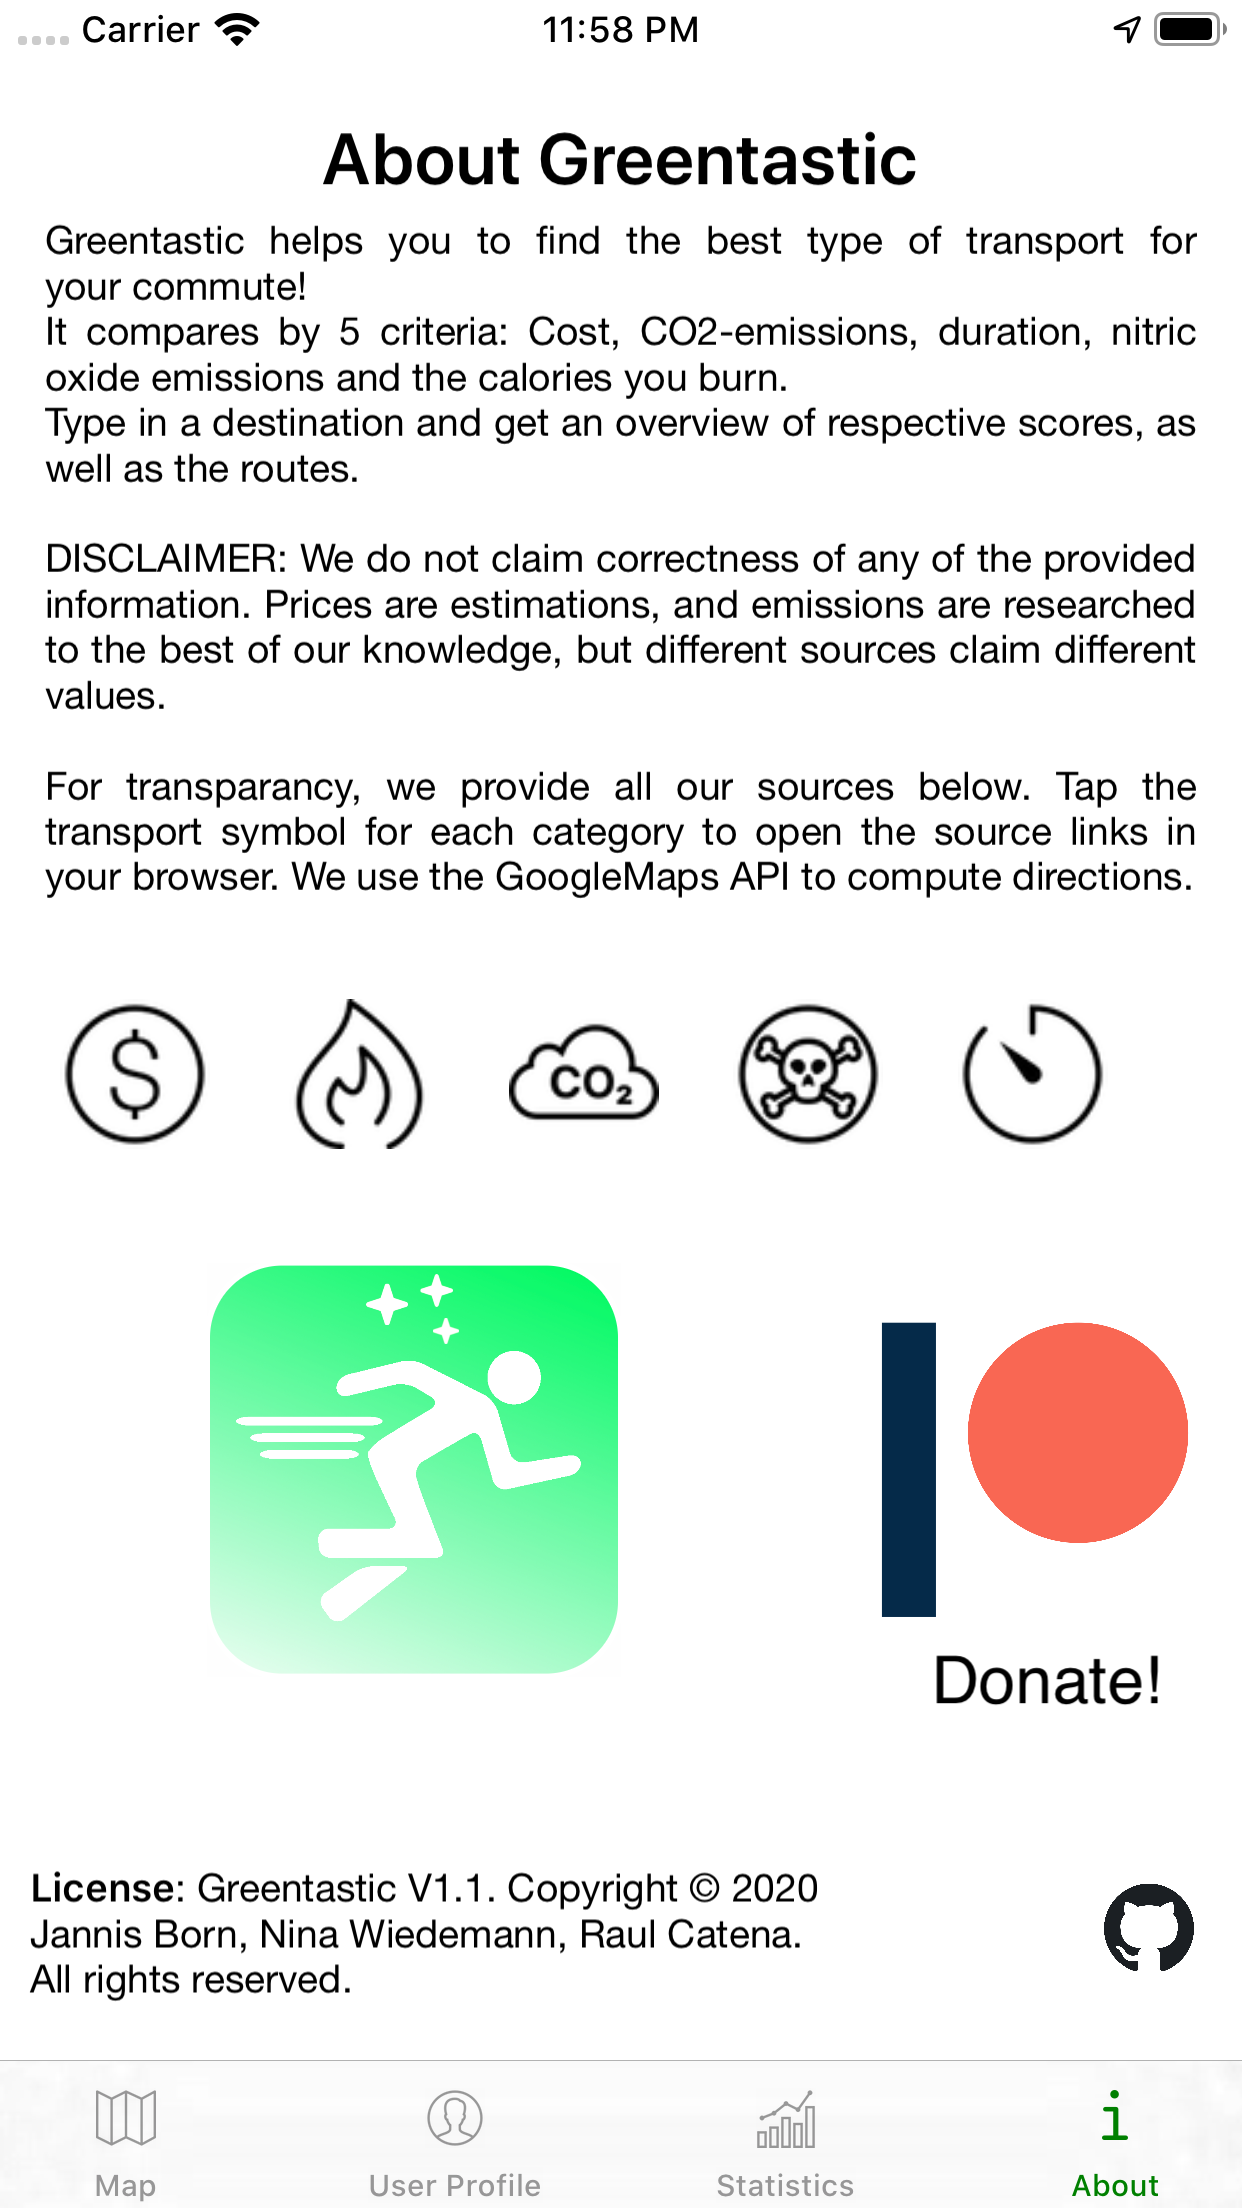 Carrier 11:58 PM
About Greentastic
Greentastic helps you to find the best type of transport for
your commute!
It compares by 5 criteria: Cost, CO2-emissions, duration, nitric
oxide emissions and the calories you burn.
Type in a destination and get an overview of respective scores, as
well as the routes.
DISCLAIMER: We do not claim correctness of any of the provided
information. Prices are estimations, and emissions are researched
to the best of our knowledge, but different sources claim different
values.
For transparancy, we provide all our sources below. Tap the
transport symbol for each category to open the source links in
your browser. We use the GoogleMaps API to compute directions.
$ CO₂
Donate!
License: Greentastic V1.1. Copyright © 2020
Jannis Born, Nina Wiedemann, Raul Catena.
All rights reserved.
Map User Profile Statistics About